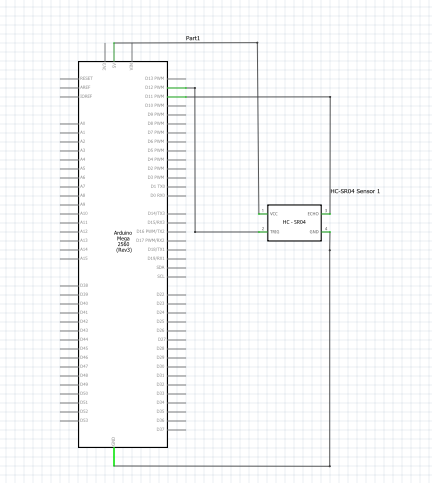 Part1
3V3
5V
VIN
RESET
AREF
IOREF
A0
A1
A2
A3
A4
A5
A6
A7
A8
A9
A10
A11
A12
A13
A14
A15
D38
D39
D40
D41
D42
D43
D44
D45
D46
D47
D48
D49
D50
D51
D52
D53
D13 PWM
D12 PWM
D11 PWM
D10 PWM
D9 PWM
D8 PWM
D7 PWM
D6 PWM
D5 PWM
D4 PWM
D3 PWM
D2 PWM
D1 TX0
D0 RX0
D14/TX3
D15/RX3
D16 PWM/TX2
D17 PWM/RX2
D18/TX1
D19/RX1
SDA
SCL
D22
D23
D24
D25
D26
D27
D28
D29
D30
D31
D32
D33
D34
D35
D36
D37
Arduino
Mega
2560
(Rev3)
GND
HC-SR04 Sensor 1
1 VCC
2 TRIG
HC - SR04
ECHO 3
GND 4